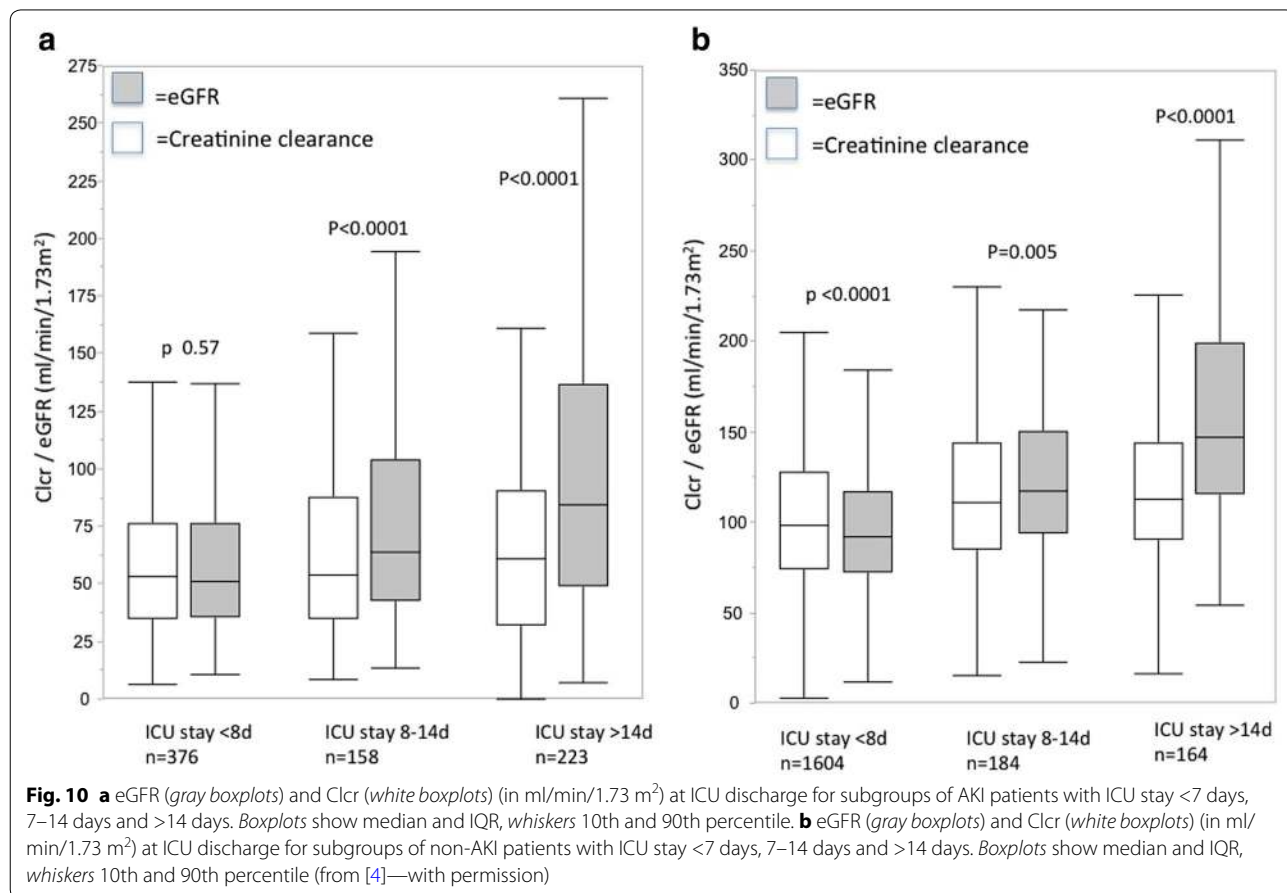 a
275
250
225
200
175
150
125
100
75
50
25
0
Clcr / eGFR (ml/min/1.73m²)
=eGFR
=Creatinine clearance
p 0.57
P<0.0001
P<0.0001
ICU stay <8d
n=376
ICU stay 8-14d
n=158
ICU stay >14d
n=223
b
350
300
250
200
150
100
50
0
Clcr / eGFR (ml/min/1.73m²)
=eGFR
=Creatinine clearance
p <0.0001
P=0.005
P<0.0001
ICU stay <8d
n=1604
ICU stay 8-14d
n=184
ICU stay >14d
n=164
Fig. 10 a eGFR (gray boxplots) and Clcr (white boxplots) (in ml/min/1.73 m²) at ICU discharge for subgroups of AKI patients with ICU stay <7 days,
7–14 days and >14 days. Boxplots show median and IQR, whiskers 10th and 90th percentile. b eGFR (gray boxplots) and Clcr (white boxplots) (in ml/
min/1.73 m²) at ICU discharge for subgroups of non-AKI patients with ICU stay <7 days, 7–14 days and >14 days. Boxplots show median and IQR,
whiskers 10th and 90th percentile (from [4]—with permission)